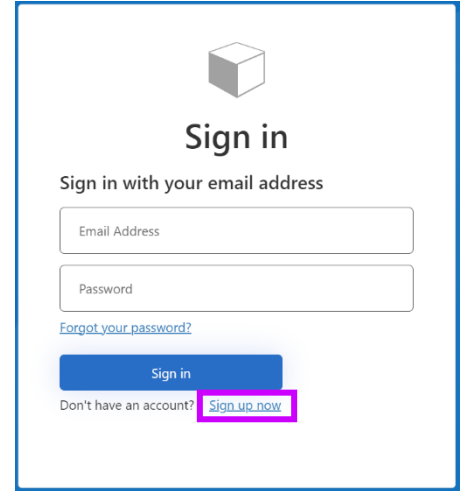 Sign in
Sign in with your email address
Email Address
Password
Forgot your password?
Sign in
Don't have an account? Sign up now